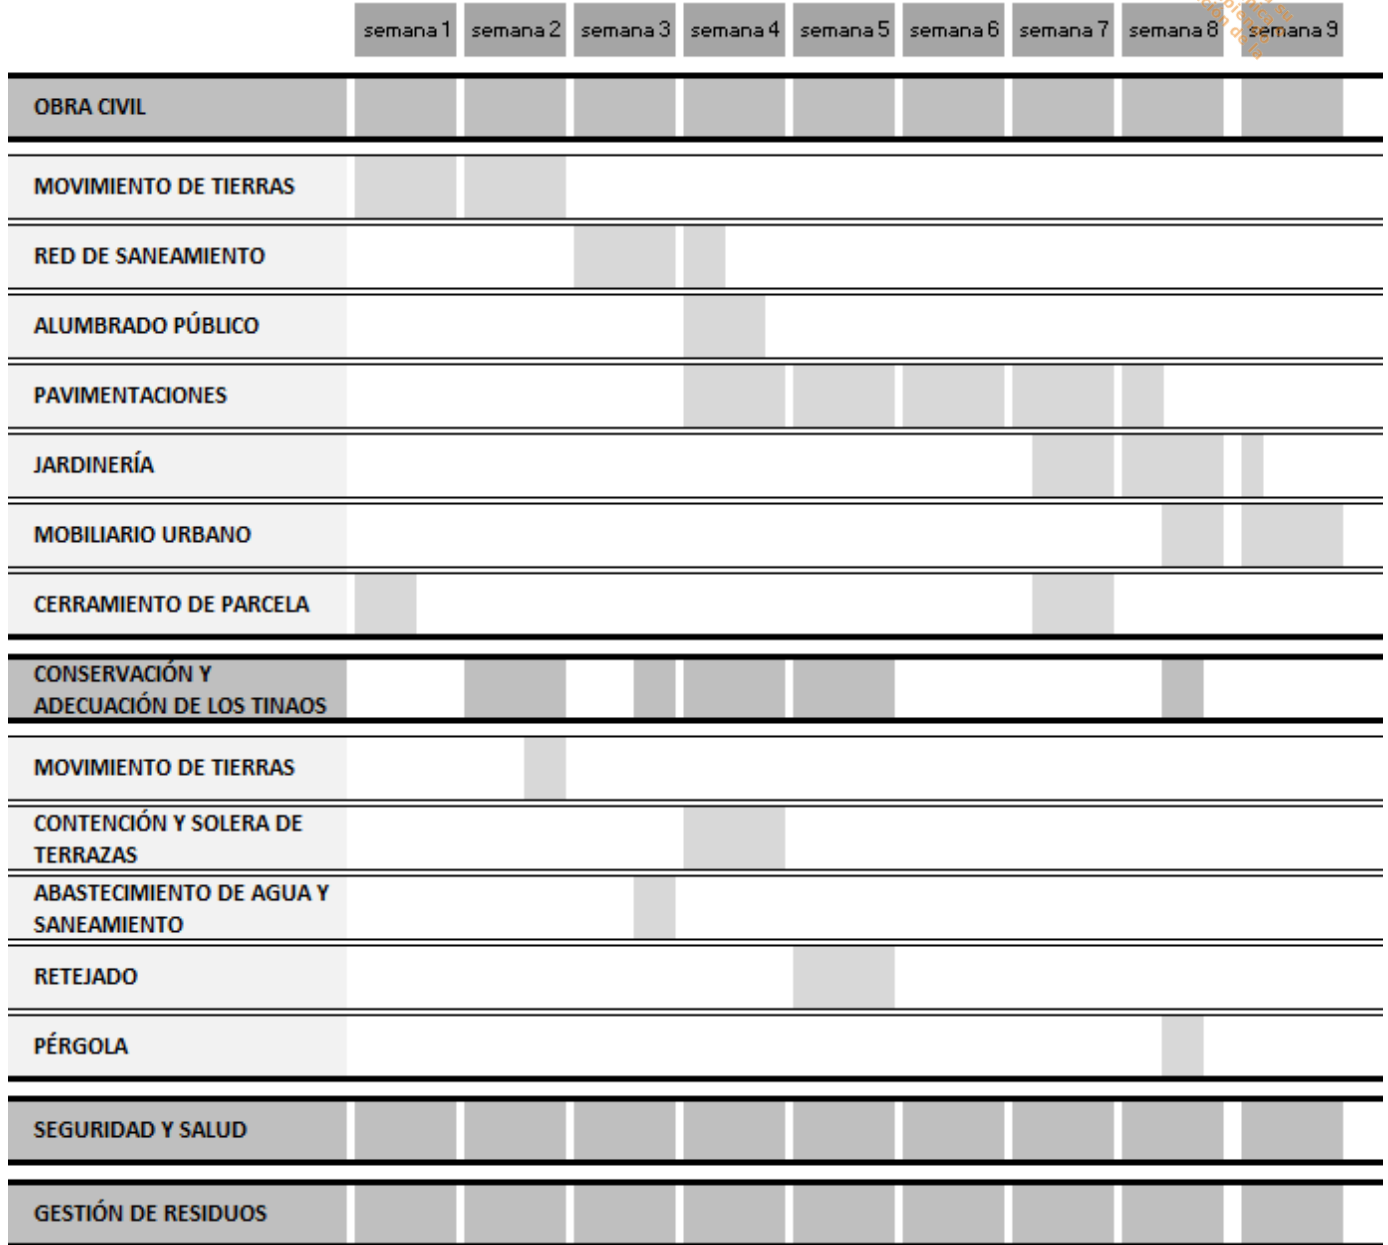 semana 1 semana 2 semana 3 semana 4 semana 5 semana 6 semana 7 semana 8 semana 9
OBRA CIVIL
MOVIMIENTO DE TIERRAS
RED DE SANEAMIENTO
ALUMBRADO PÚBLICO
PAVIMENTACIONES
JARDINERÍA
MOBILIARIO URBANO
CERRAMIENTO DE PARCELA
CONSERVACIÓN Y
ADECUACIÓN DE LOS TINAOS
MOVIMIENTO DE TIERRAS
CONTENCIÓN Y SOLERA DE
TERRAZAS
ABASTECIMIENTO DE AGUA Y
SANEAMIENTO
RETEJADO
PÉRGOLA
SEGURIDAD Y SALUD
GESTIÓN DE RESIDUOS